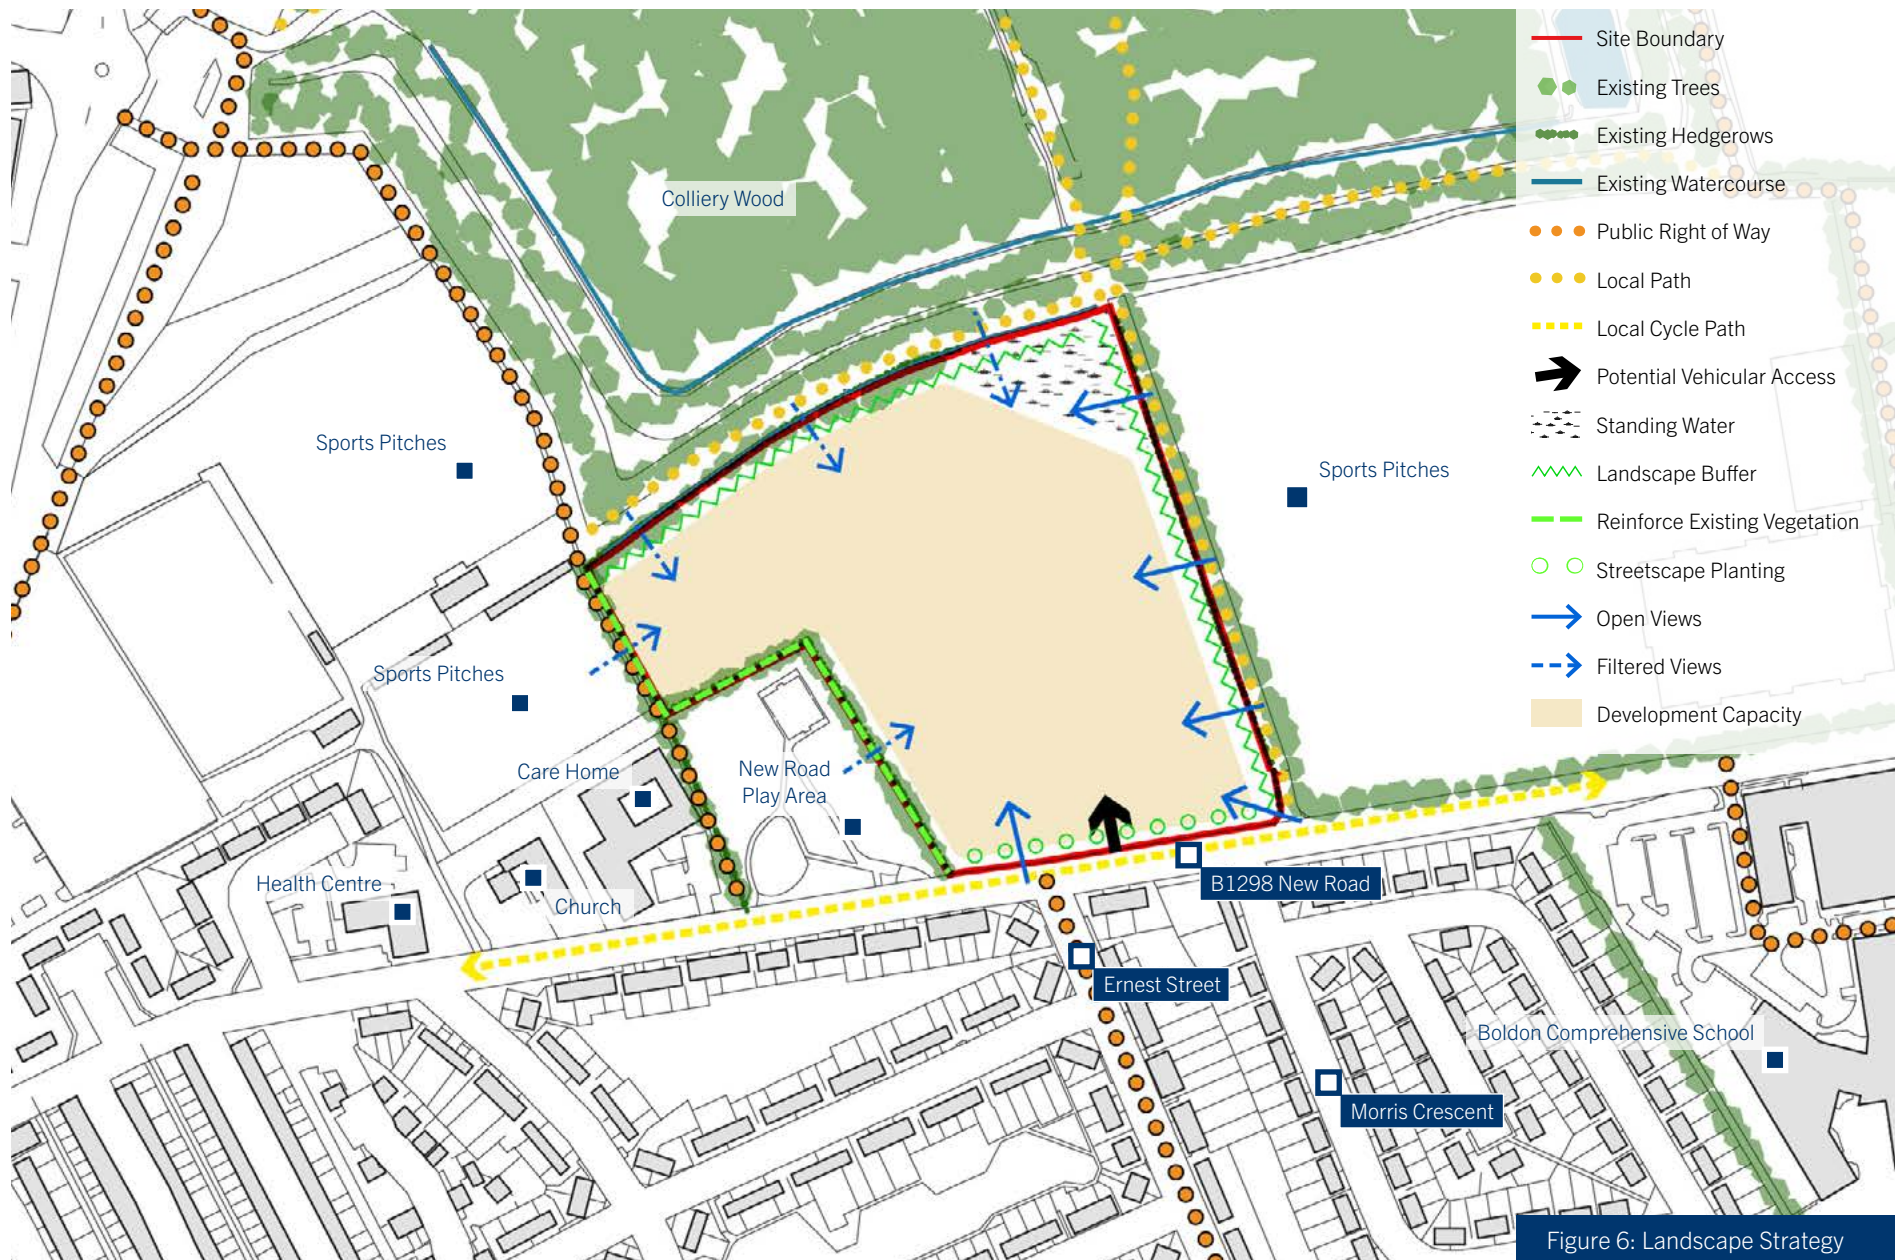 Site Boundary
Existing Trees
Existing Hedgerows
Existing Watercourse
Public Right of Way
Local Path
Local Cycle Path
Potential Vehicular Access
Standing Water
Landscape Buffer
Reinforce Existing Vegetation
Streetscape Planting
Open Views
Filtered Views
Development Capacity
Colliery Wood
Sports Pitches
Sports Pitches
Sports Pitches
Care Home
New Road
Play Area
Health Centre
Church
B1298 New Road
Ernest Street
Boldon Comprehensive School
Morris Crescent
Figure 6: Landscape Strategy